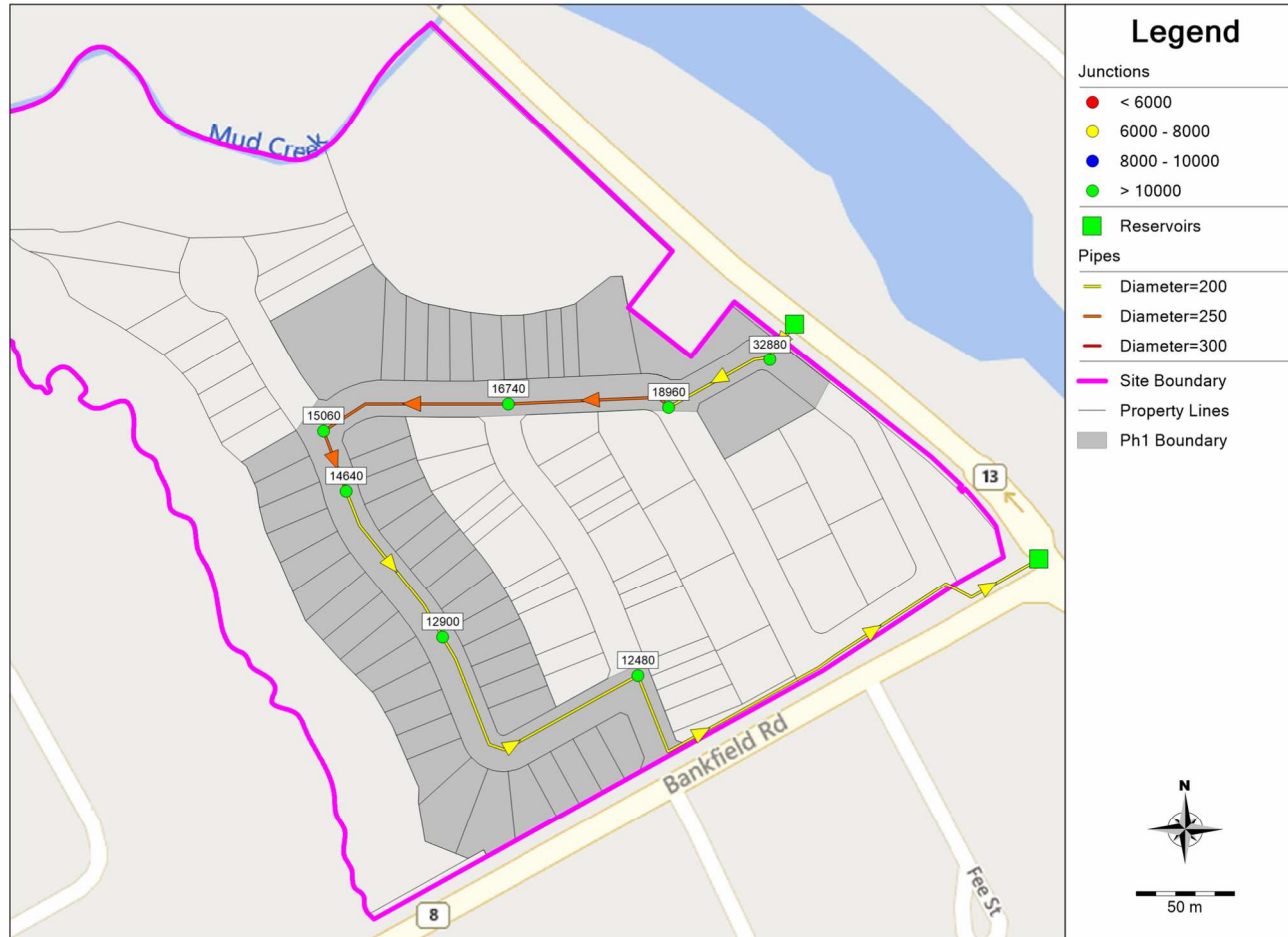 Mud Creek
32880
18960
16740
15060
14640
12900
12480
13
Bankfield Rd
8
Fee St
Legend
Junctions
< 6000
6000 - 8000
8000 - 10000
> 10000
Reservoirs
Pipes
Diameter=200
Diameter=250
Diameter=300
Site Boundary
Property Lines
Ph1 Boundary
N
50 m